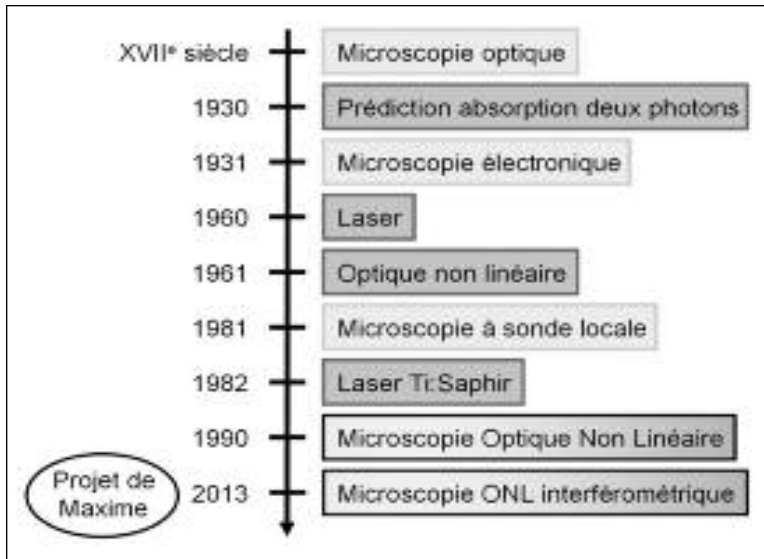 XVIIe siècle Microscopie optique
1930 Prédiction absorption deux photons
1931 Microscopie électronique
1960 Laser
1961 Optique non linéaire
1981 Microscopie à sonde locale
1982 Laser Ti:Saphir
1990 Microscopie Optique Non Linéaire
Projet de
Maxime
2013 Microscopie ONL interférométrique